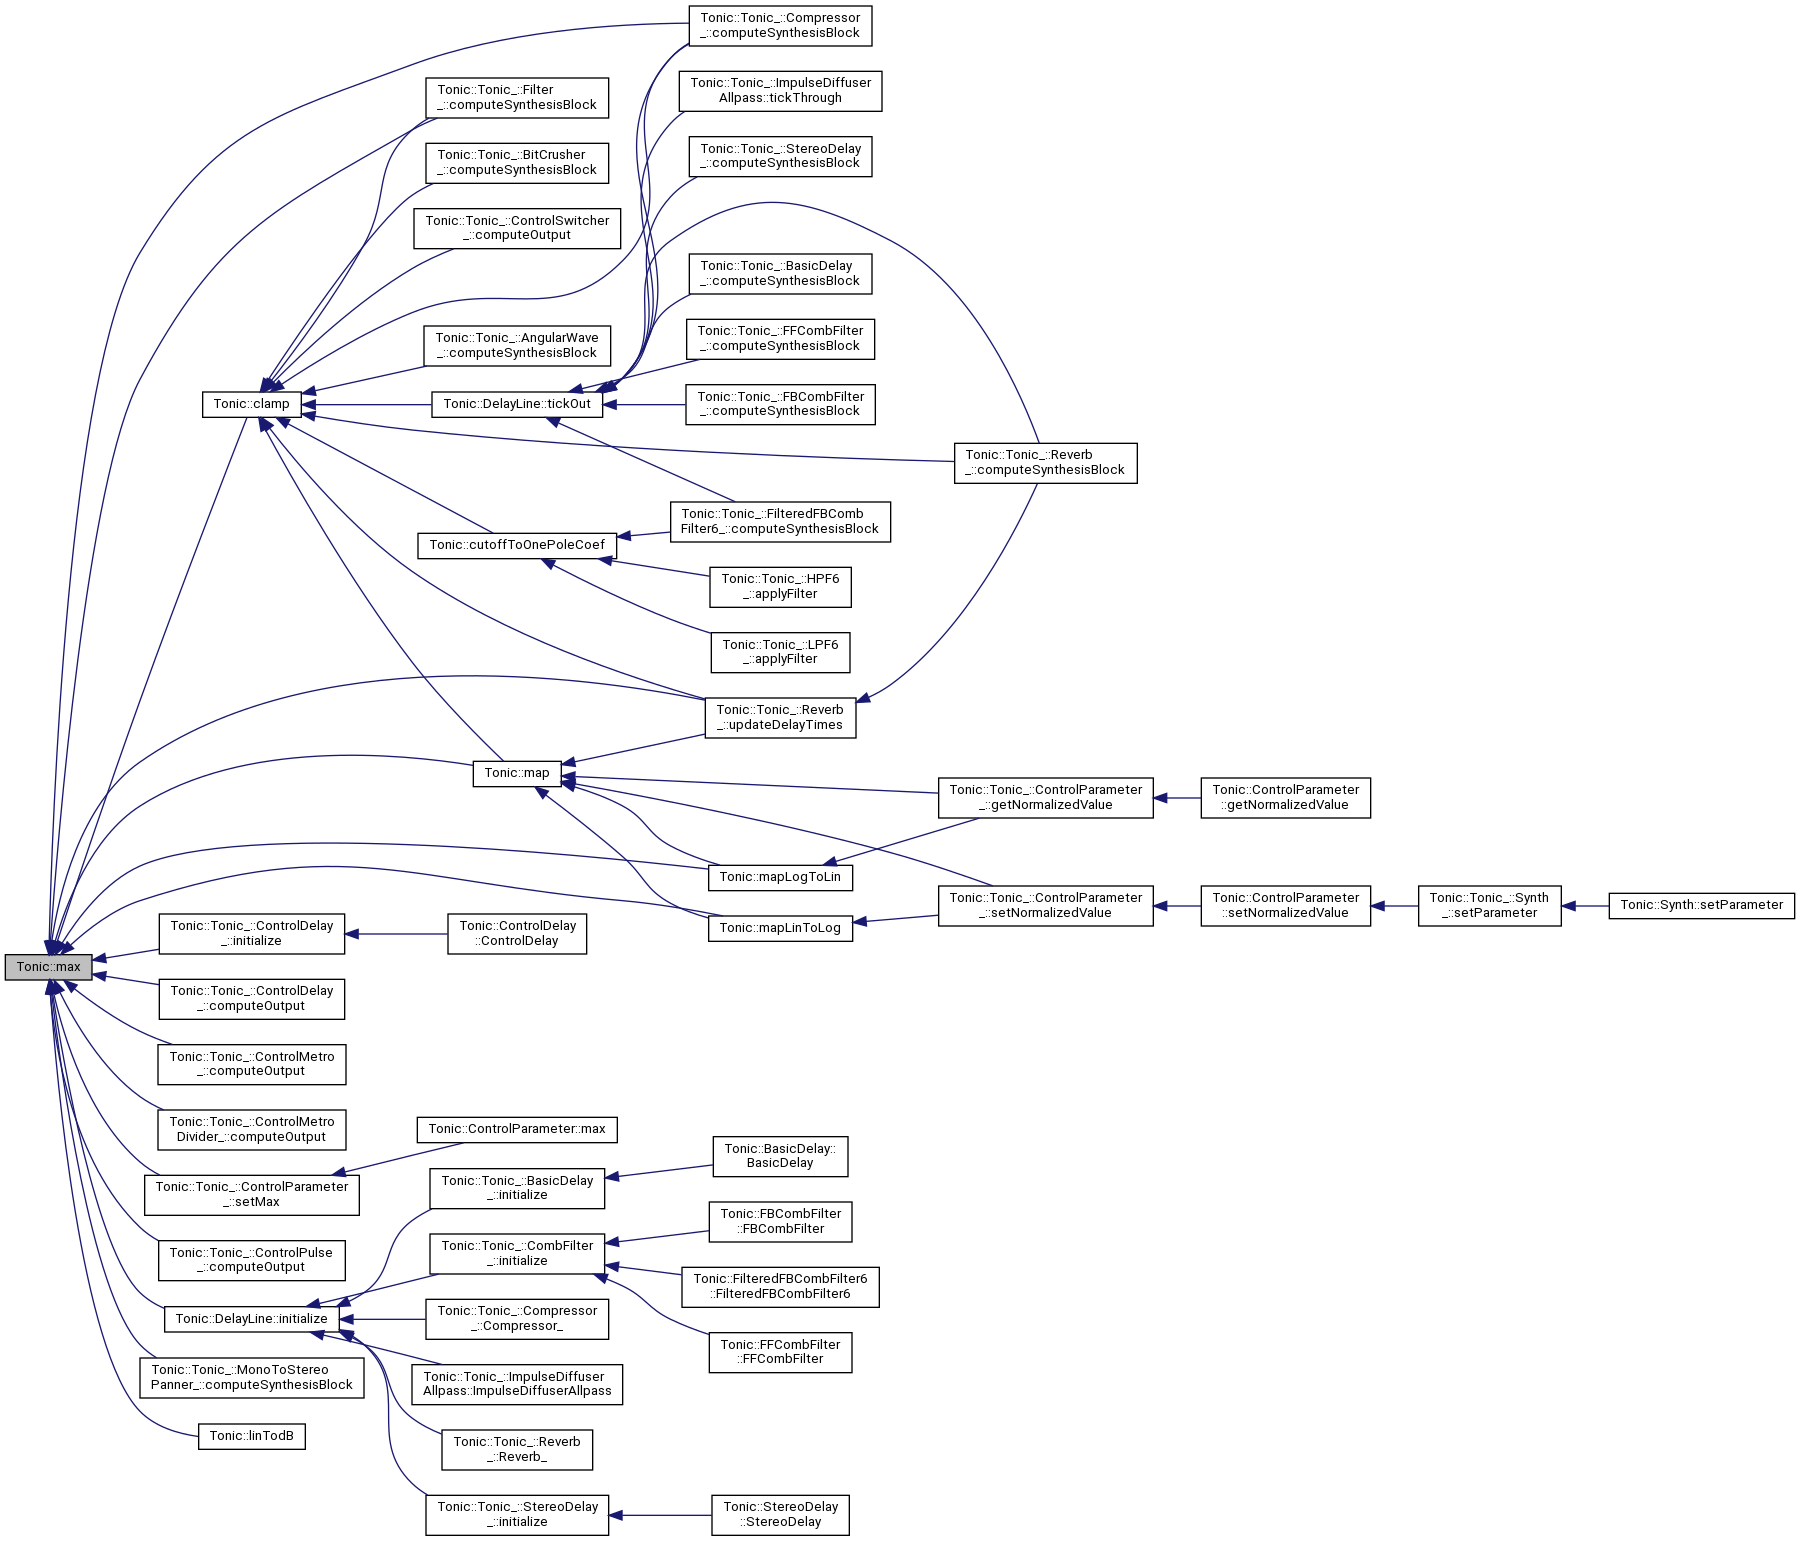 Tonic::Tonic_::Compressor
_::computeSynthesisBlock
Tonic::Tonic_::ImpulseDiffuser
Allpass::tickThrough
Tonic::Tonic_::Filter
_::computeSynthesisBlock
Tonic::Tonic_::StereoDelay
_::computeSynthesisBlock
Tonic::Tonic_::BitCrusher
_::computeSynthesisBlock
Tonic::Tonic_::ControlSwitcher
_::computeOutput
Tonic::Tonic_::BasicDelay
_::computeSynthesisBlock
Tonic::Tonic_::FFCombFilter
_::computeSynthesisBlock
Tonic::Tonic_::AngularWave
_::computeSynthesisBlock
Tonic::clamp
Tonic::DelayLine::tickOut
Tonic::Tonic_::FBCombFilter
_::computeSynthesisBlock
Tonic::Tonic_::Reverb
_::computeSynthesisBlock
Tonic::Tonic_::FilteredFBComb
Filter6_::computeSynthesisBlock
Tonic::cutoffToOnePoleCoef
Tonic::Tonic_::HPF6
_::applyFilter
Tonic::Tonic_::LPF6
_::applyFilter
Tonic::Tonic_::Reverb
_::updateDelayTimes
Tonic::map
Tonic::Tonic_::ControlParameter
_::getNormalizedValue
Tonic::ControlParameter
::getNormalizedValue
Tonic::mapLogToLin
Tonic::Tonic_::ControlParameter
_::setNormalizedValue
Tonic::ControlParameter
::setNormalizedValue
Tonic::Tonic_::Synth
_::setParameter
Tonic::Synth::setParameter
Tonic::mapLinToLog
Tonic::Tonic_::ControlDelay
_::initialize
Tonic::ControlDelay
::ControlDelay
Tonic::max
Tonic::Tonic_::ControlDelay
_::computeOutput
Tonic::Tonic_::ControlMetro
_::computeOutput
Tonic::Tonic_::ControlMetro
Divider_::computeOutput
Tonic::ControlParameter::max
Tonic::Tonic_::ControlParameter
_::setMax
Tonic::BasicDelay::
BasicDelay
Tonic::Tonic_::BasicDelay
_::initialize
Tonic::FBCombFilter
::FBCombFilter
Tonic::Tonic_::ControlPulse
_::computeOutput
Tonic::Tonic_::CombFilter
_::initialize
Tonic::FilteredFBCombFilter6
::FilteredFBCombFilter6
Tonic::DelayLine::initialize
Tonic::Tonic_::Compressor
_::Compressor_
Tonic::FFCombFilter
::FFCombFilter
Tonic::Tonic_::MonoToStereo
Panner_::computeSynthesisBlock
Tonic::Tonic_::ImpulseDiffuser
Allpass::ImpulseDiffuserAllpass
Tonic::linTodB
Tonic::Tonic_::Reverb
_::Reverb_
Tonic::Tonic_::StereoDelay
_::initialize
Tonic::StereoDelay
::StereoDelay